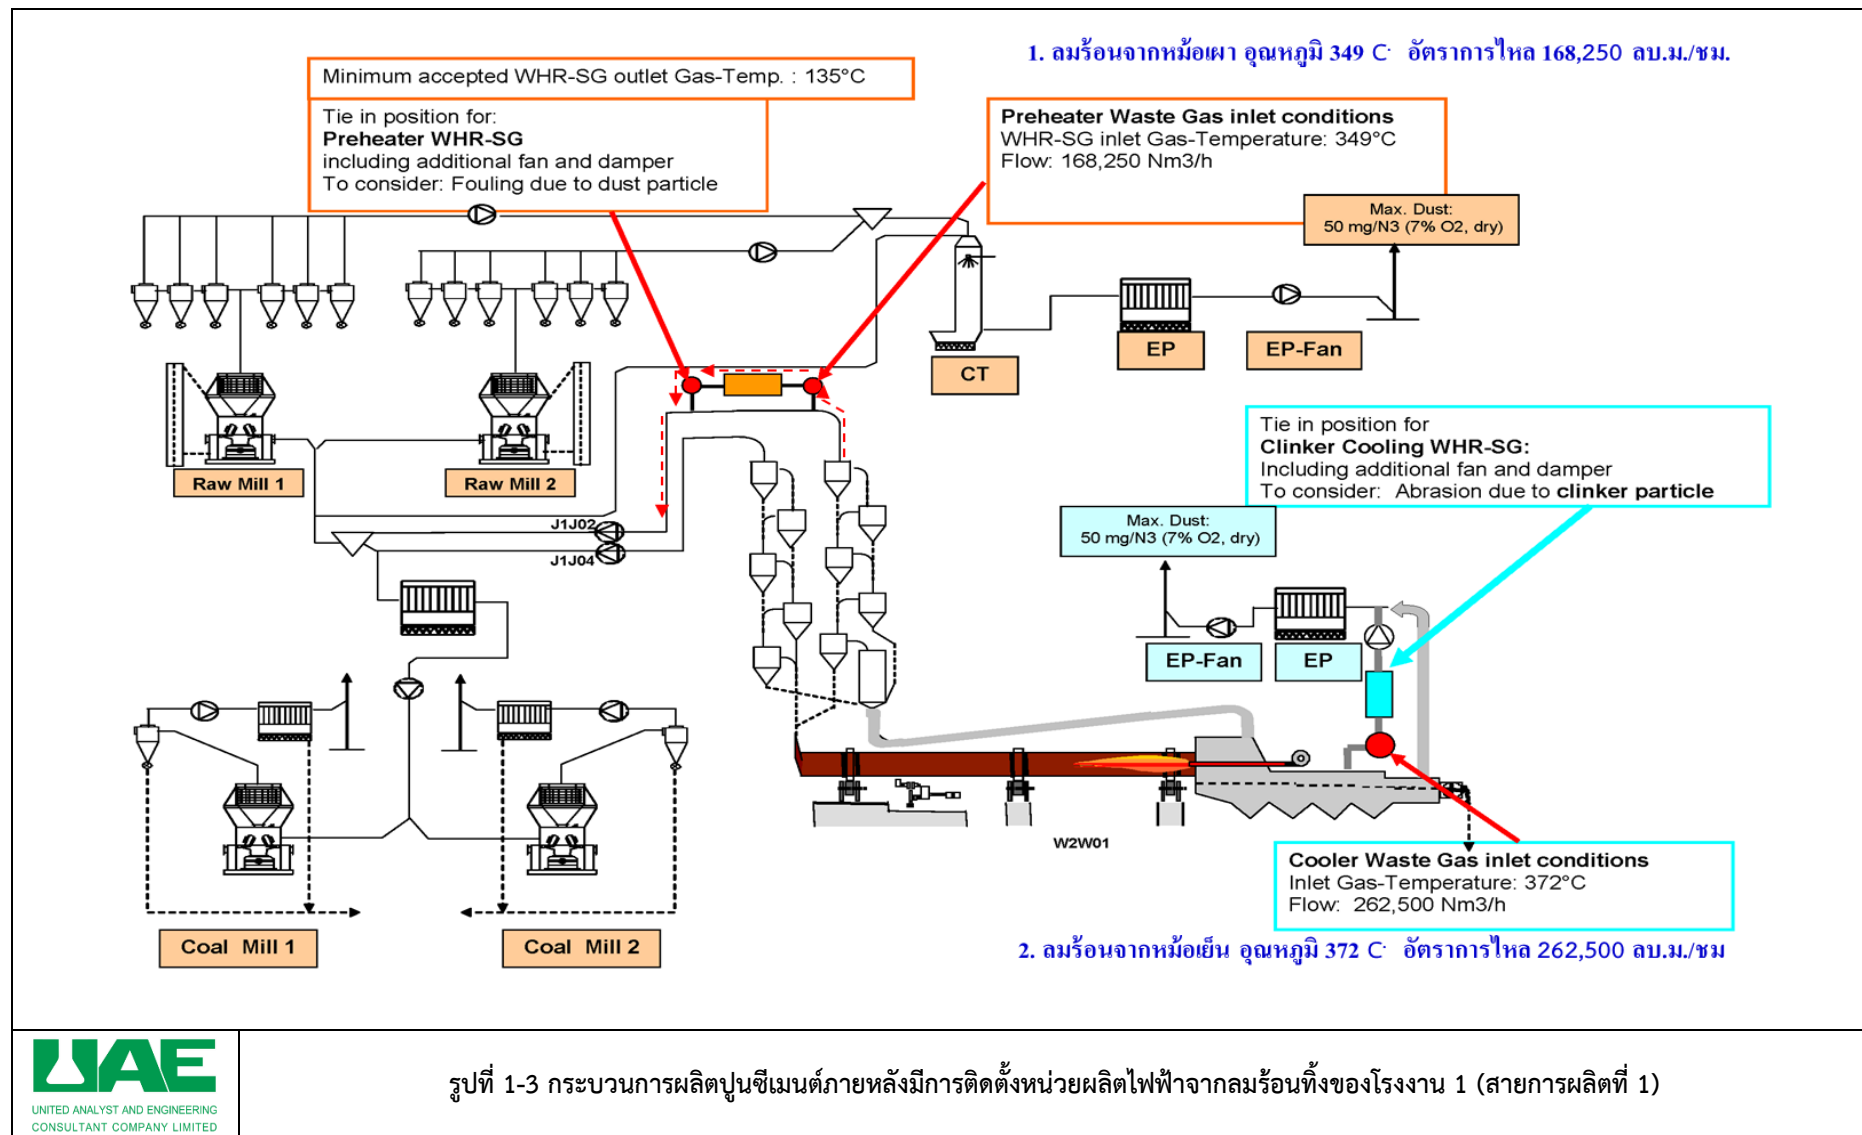 1. ลมร้อนจากหม้อเผา อุณหภูมิ 349 C° อัตราการไหล 168,250 ลบ.ม./ชม.
Minimum accepted WHR-SG outlet Gas-Temp. : 135°C
Tie in position for:
Preheater WHR-SG
including additional fan and damper
To consider: Fouling due to dust particle
Preheater Waste Gas inlet conditions
WHR-SG inlet Gas-Temperature: 349°C
Flow: 168,250 Nm3/h
Max. Dust:
50 mg/N3 (7% O2, dry)
EP
EP-Fan
CT
Tie in position for
Clinker Cooling WHR-SG:
Including additional fan and damper
To consider: Abrasion due to clinker particle
Raw Mill 1
Raw Mill 2
J1J02
J1J04
Max. Dust:
50 mg/N3 (7% O2, dry)
EP-Fan
EP
W2W01
Cooler Waste Gas inlet conditions
Inlet Gas-Temperature: 372°C
Flow: 262,500 Nm3/h
Coal Mill 1
Coal Mill 2
2. ลมร้อนจากหม้อเย็น อุณหภูมิ 372 C° อัตราการไหล 262,500 ลบ.ม./ชม
UAE
UNITED ANALYST AND ENGINEERING
CONSULTANT COMPANY LIMITED
รูปที่ 1-3 กระบวนการผลิตปูนซีเมนต์ภายหลังมีการติดตั้งหน่วยผลิตไฟฟ้าจากลมร้อนทิ้งของโรงงาน 1 (สายการผลิตที่ 1)